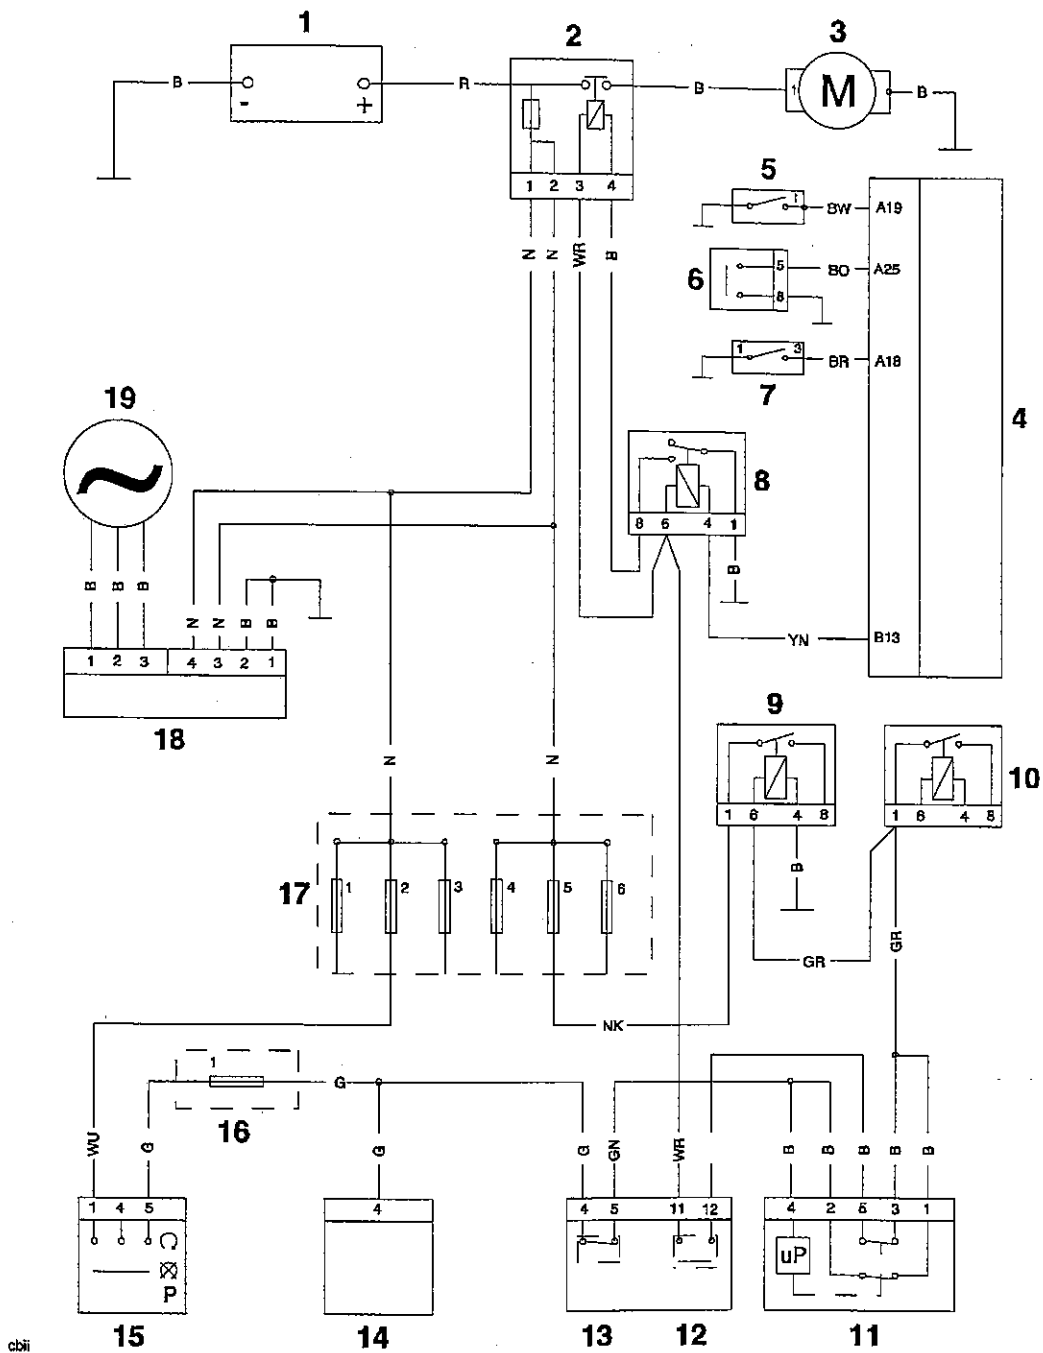 1 2 3
B R B 1 M B
- +
1 2 3 4
5
1 BW A19
N N WR B
6 5 BO A25
8
1 3 BR A18
7
4
19
8
8 6 4 1
B B B
N N B B
B
YN B13
1 2 3 4 3 2 1
18
9
10
N N
1 6 4 8
1 6 4 8
17 1 2 3 4 5 6
B
GR
GR
NK
1
G
16
WU G G G GN WR B B B B B
1 4 5
4
4 5 11 12
4 2 6 3 1
uP
P
15 14 13 12 11
cbii